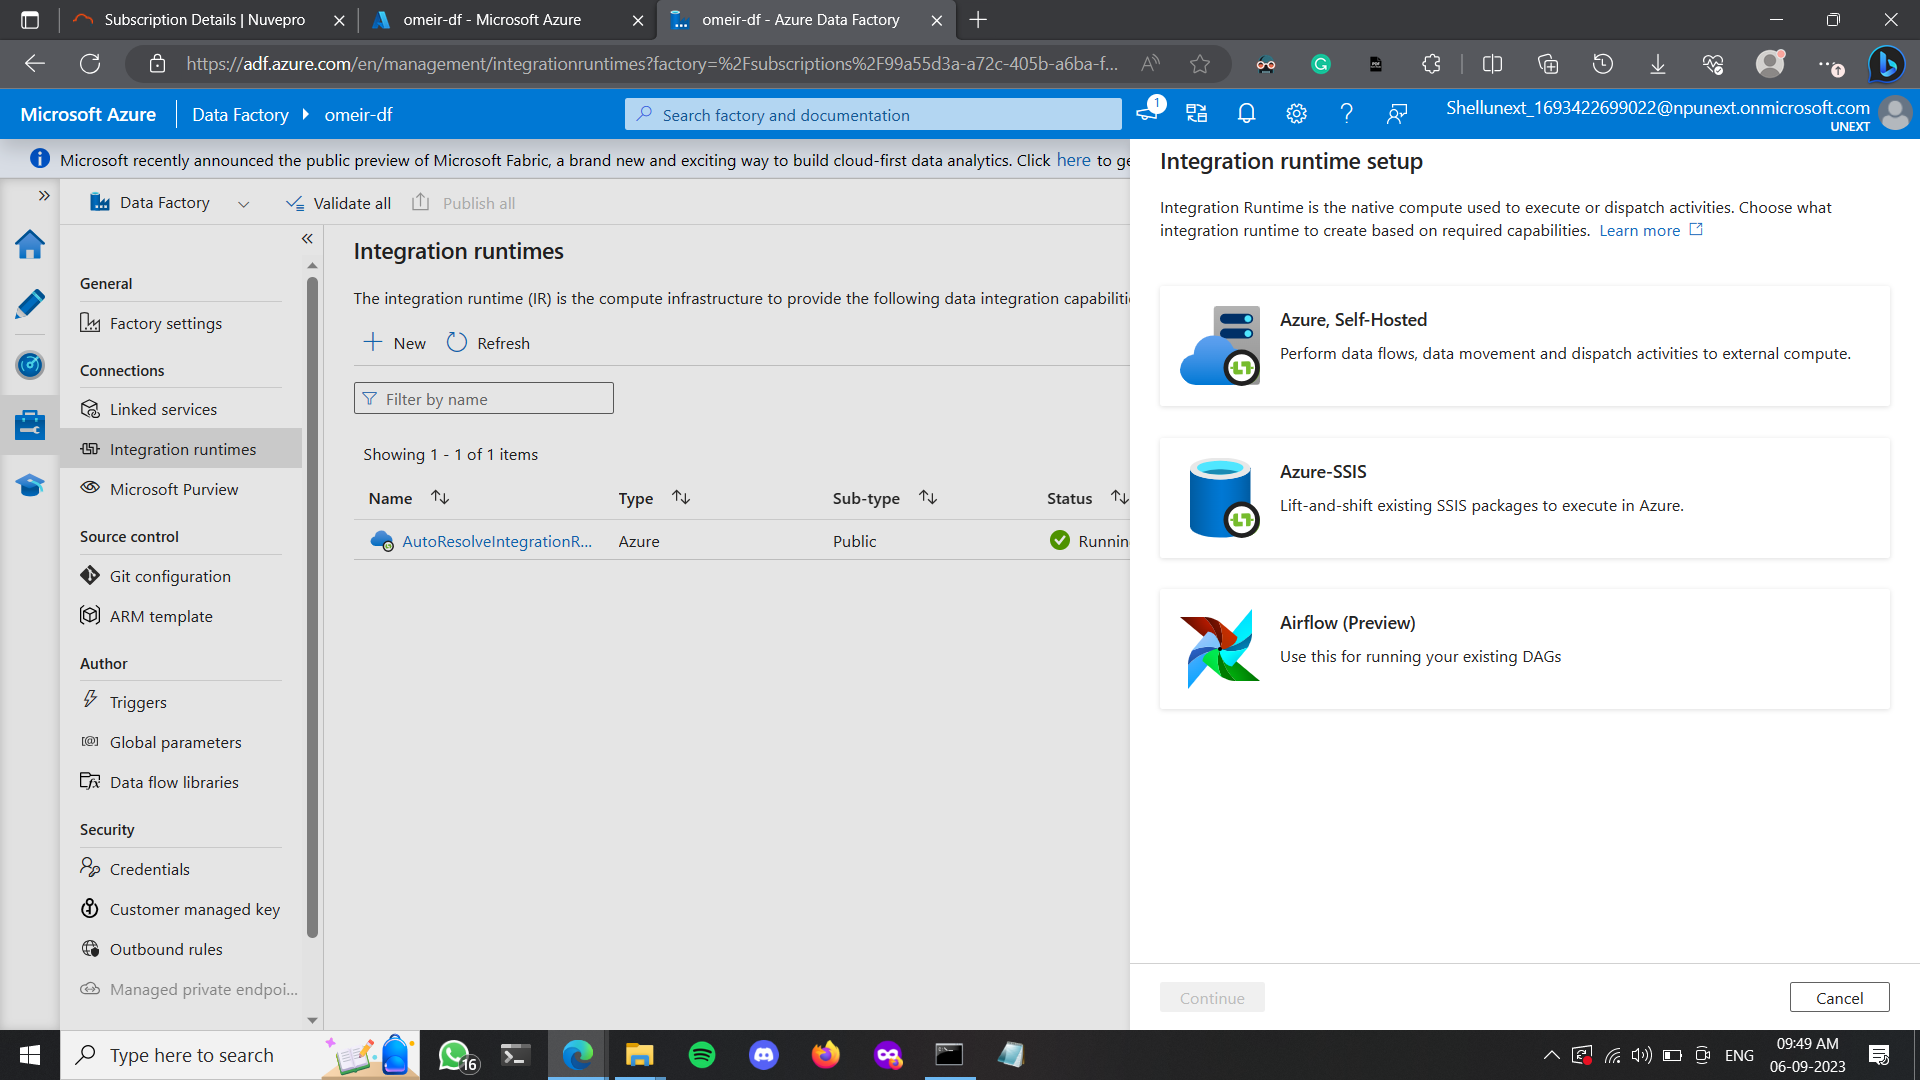 Subscription Details | Nuvepro
omeir-df - Microsoft Azure
omeir-df - Azure Data Factory
https://adf.azure.com/en/management/integrationruntimes?factory=%2Fsubscriptions%2F99a55d3a-a72c-405b-a6ba-f...
Microsoft Azure
Data Factory
omeir-df
Search factory and documentation
1
Shellunext_1693422699022@npunext.onmicrosoft.com
UNEXT
Microsoft recently announced the public preview of Microsoft Fabric, a brand new and exciting way to build cloud-first data analytics. Click here to ge
Data Factory
Validate all
Publish all
General
Factory settings
Connections
Linked services
Integration runtimes
Microsoft Purview
Source control
Git configuration
ARM template
Author
Triggers
Global parameters
Data flow libraries
Security
Credentials
Customer managed key
Outbound rules
Managed private endpoi...
Integration runtimes
The integration runtime (IR) is the compute infrastructure to provide the following data integration capabiliti
New
Refresh
Filter by name
Showing 1 - 1 of 1 items
Name
Type
Sub-type
Status
AutoResolveIntegrationR...
Azure
Public
Runnin
Integration runtime setup
Integration Runtime is the native compute used to execute or dispatch activities. Choose what
integration runtime to create based on required capabilities. Learn more
Azure, Self-Hosted
Perform data flows, data movement and dispatch activities to external compute.
Azure-SSIS
Lift-and-shift existing SSIS packages to execute in Azure.
Airflow (Preview)
Use this for running your existing DAGs
Continue
Cancel
Type here to search
16
ENG
09:49 AM
06-09-2023